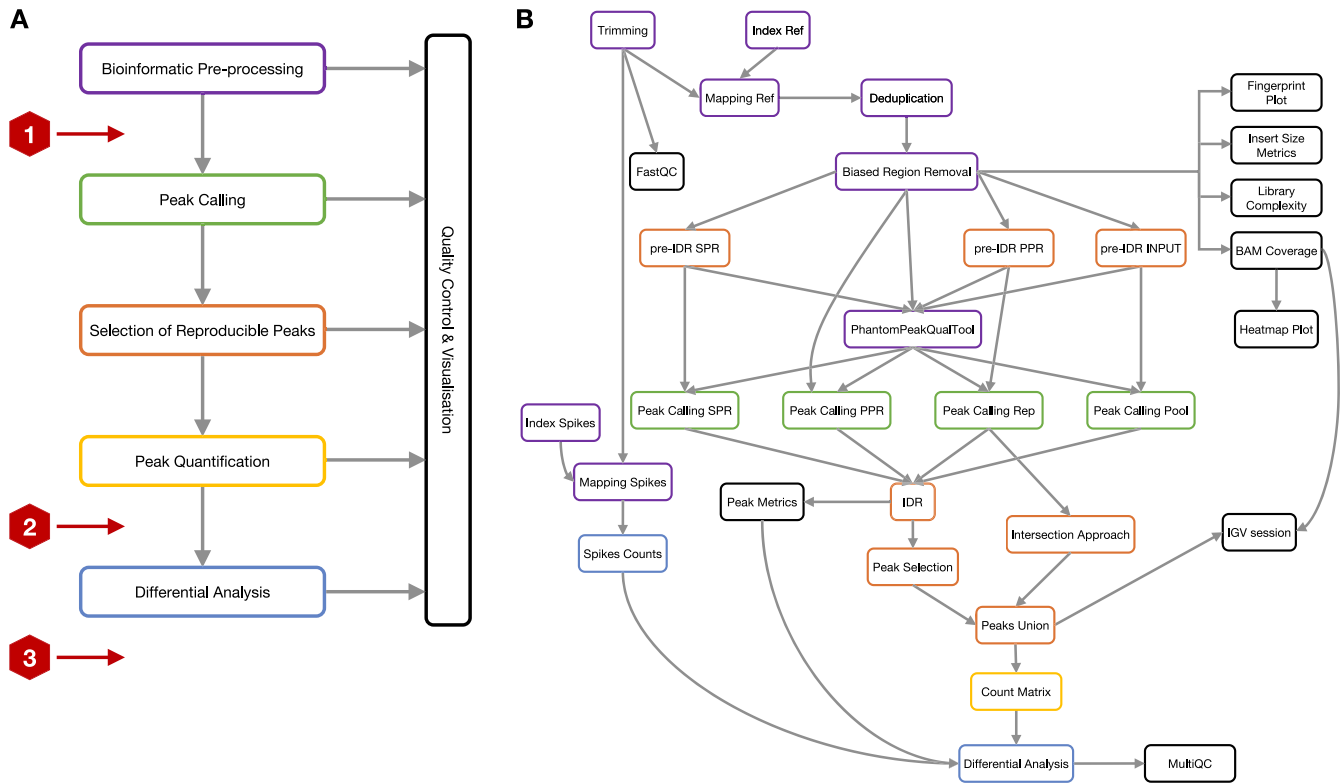 A
Bioinformatic Pre-processing
1
Peak Calling
Selection of Reproducible Peaks
Peak Quantification
2
Differential Analysis
3
Quality Control & Visualisation
B
Trimming
Index Ref
Mapping Ref
Deduplication
Fingerprint
Plot
FastQC
Biased Region Removal
Insert Size
Metrics
Library
Complexity
pre-IDR SPR
pre-IDR PPR
pre-IDR INPUT
BAM Coverage
PhantomPeakQualTool
Heatmap Plot
Peak Calling SPR
Peak Calling PPR
Peak Calling Rep
Peak Calling Pool
Index Spikes
Mapping Spikes
Peak Metrics
IDR
Intersection Approach
IGV session
Spikes Counts
Peak Selection
Peaks Union
Count Matrix
Differential Analysis
MultiQC